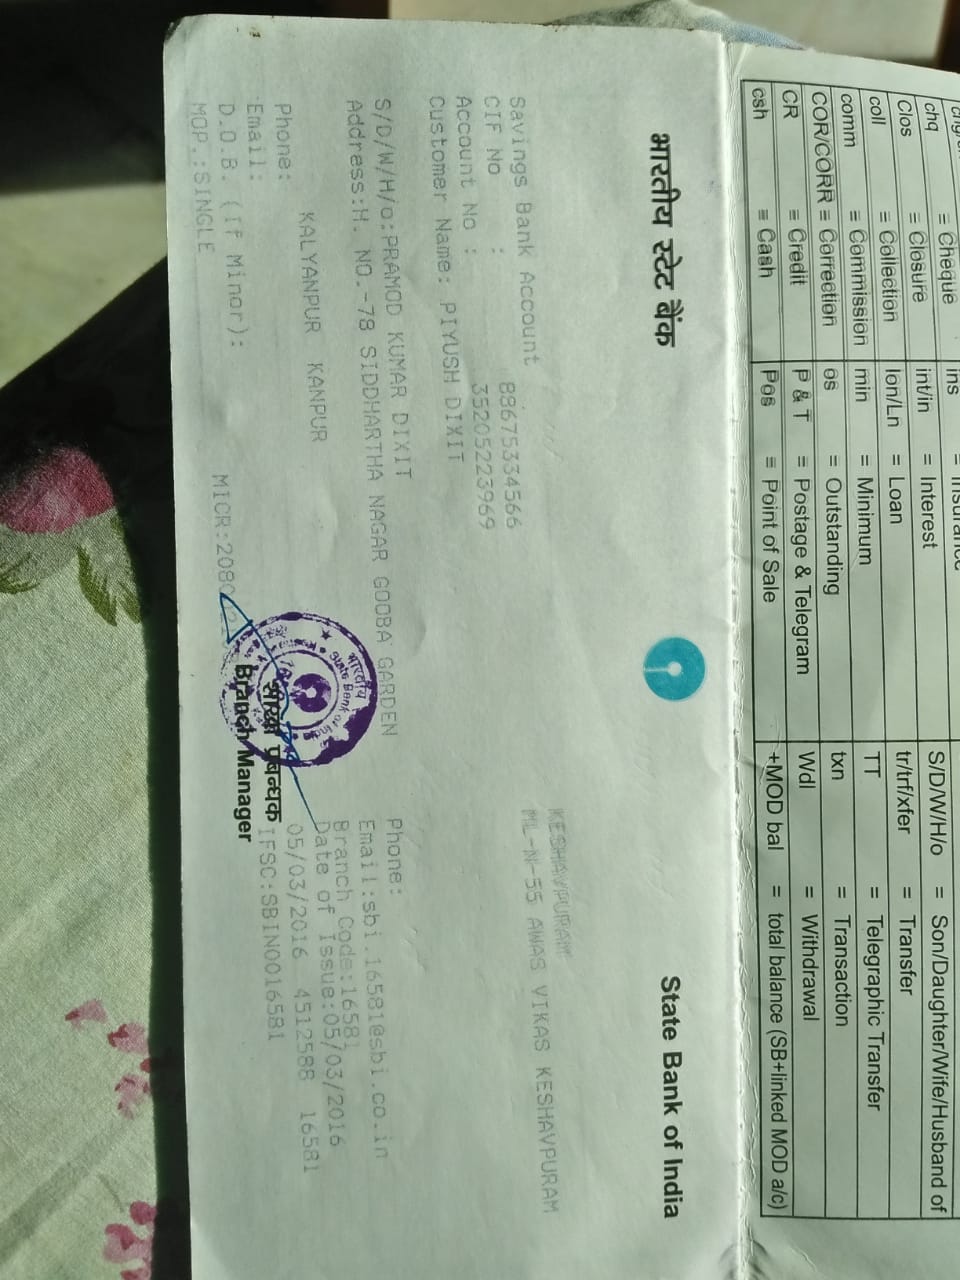 chq = Cheque ins = Insurance
Clos = Closure int/in = Interest S/D/W/H/o = Son/Daughter/Wife/Husband of
coll = Collection lon/Ln = Loan tr/trf/xfer = Transfer
comm = Commission min = Minimum TT = Telegraphic Transfer
COR/CORR = Correction os = Outstanding txn = Transaction
CR = Credit P & T = Postage & Telegram Wdl = Withdrawal
csh = Cash Pos = Point of Sale +MOD bal = total balance (SB+linked MOD a/c)
भारतीय स्टेट बैंक State Bank of India
KESHAVPURAM
Savings Bank Account ML-N-55 AWAS VIKAS KESHAVPURAM
CIF No : 88675334566
Account No : 35205223969
Customer Name: PIYUSH DIXIT
S/D/W/H/o:PRAMOD KUMAR DIXIT Phone:
Address:H. NO.-78 SIDDHARTHA NAGAR GOOBA GARDEN Email:sbi.16581@sbi.co.in
Branch Code:16581
KALYANPUR KANPUR Date of Issue:05/03/2016
Phone: 05/03/2016 4512588 16581
Email: IFSC:SBIN0016581
D.O.B. (If Minor):
MOP.:SINGLE MICR:2080
भारतीय
State Bank of
शाखा प्रबन्धक
Branch Manager